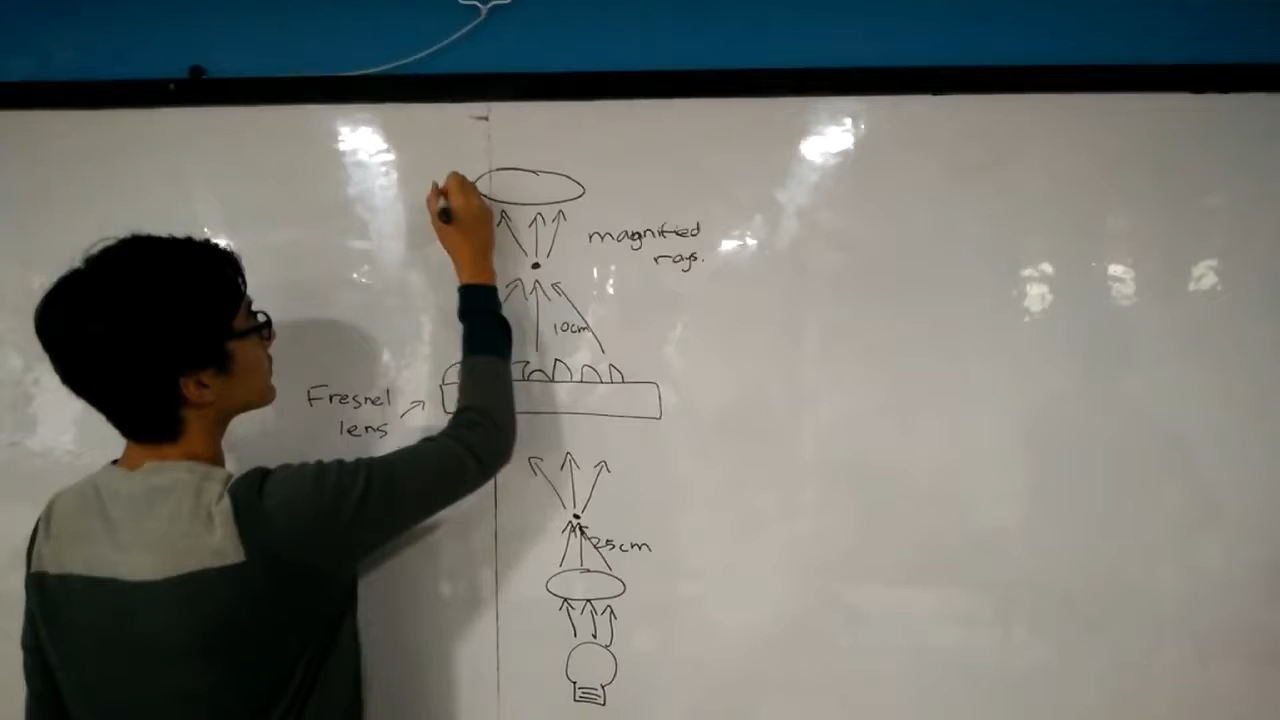 magnified
rays.
10cm
Fresnel
lens
25cm